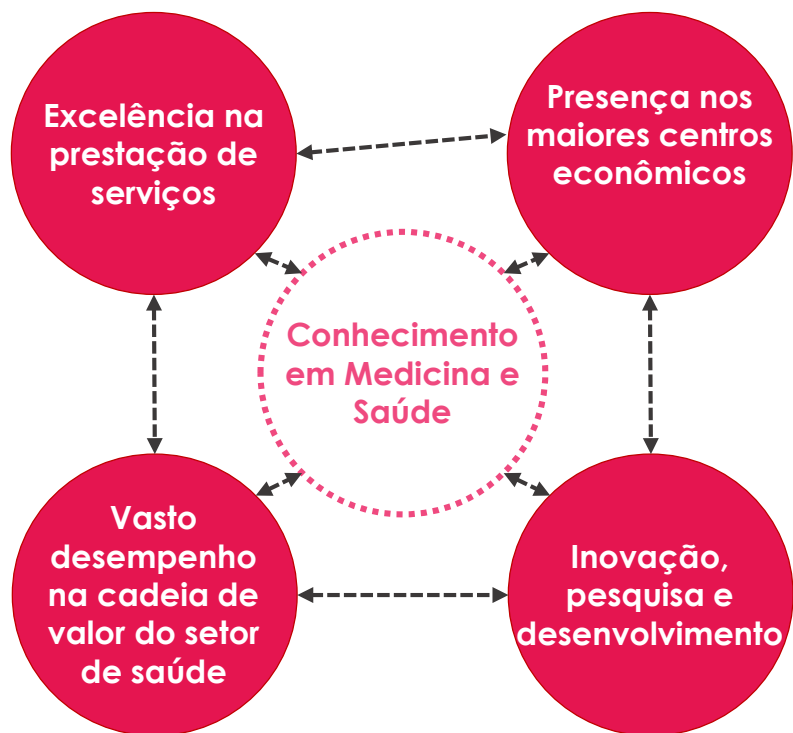 Excelência na
prestação de
serviços
Presença nos
maiores centros
econômicos
Conhecimento
em Medicina e
Saúde
Vasto
desempenho
na cadeia de
valor do setor
de saúde
Inovação,
pesquisa e
desenvolvimento